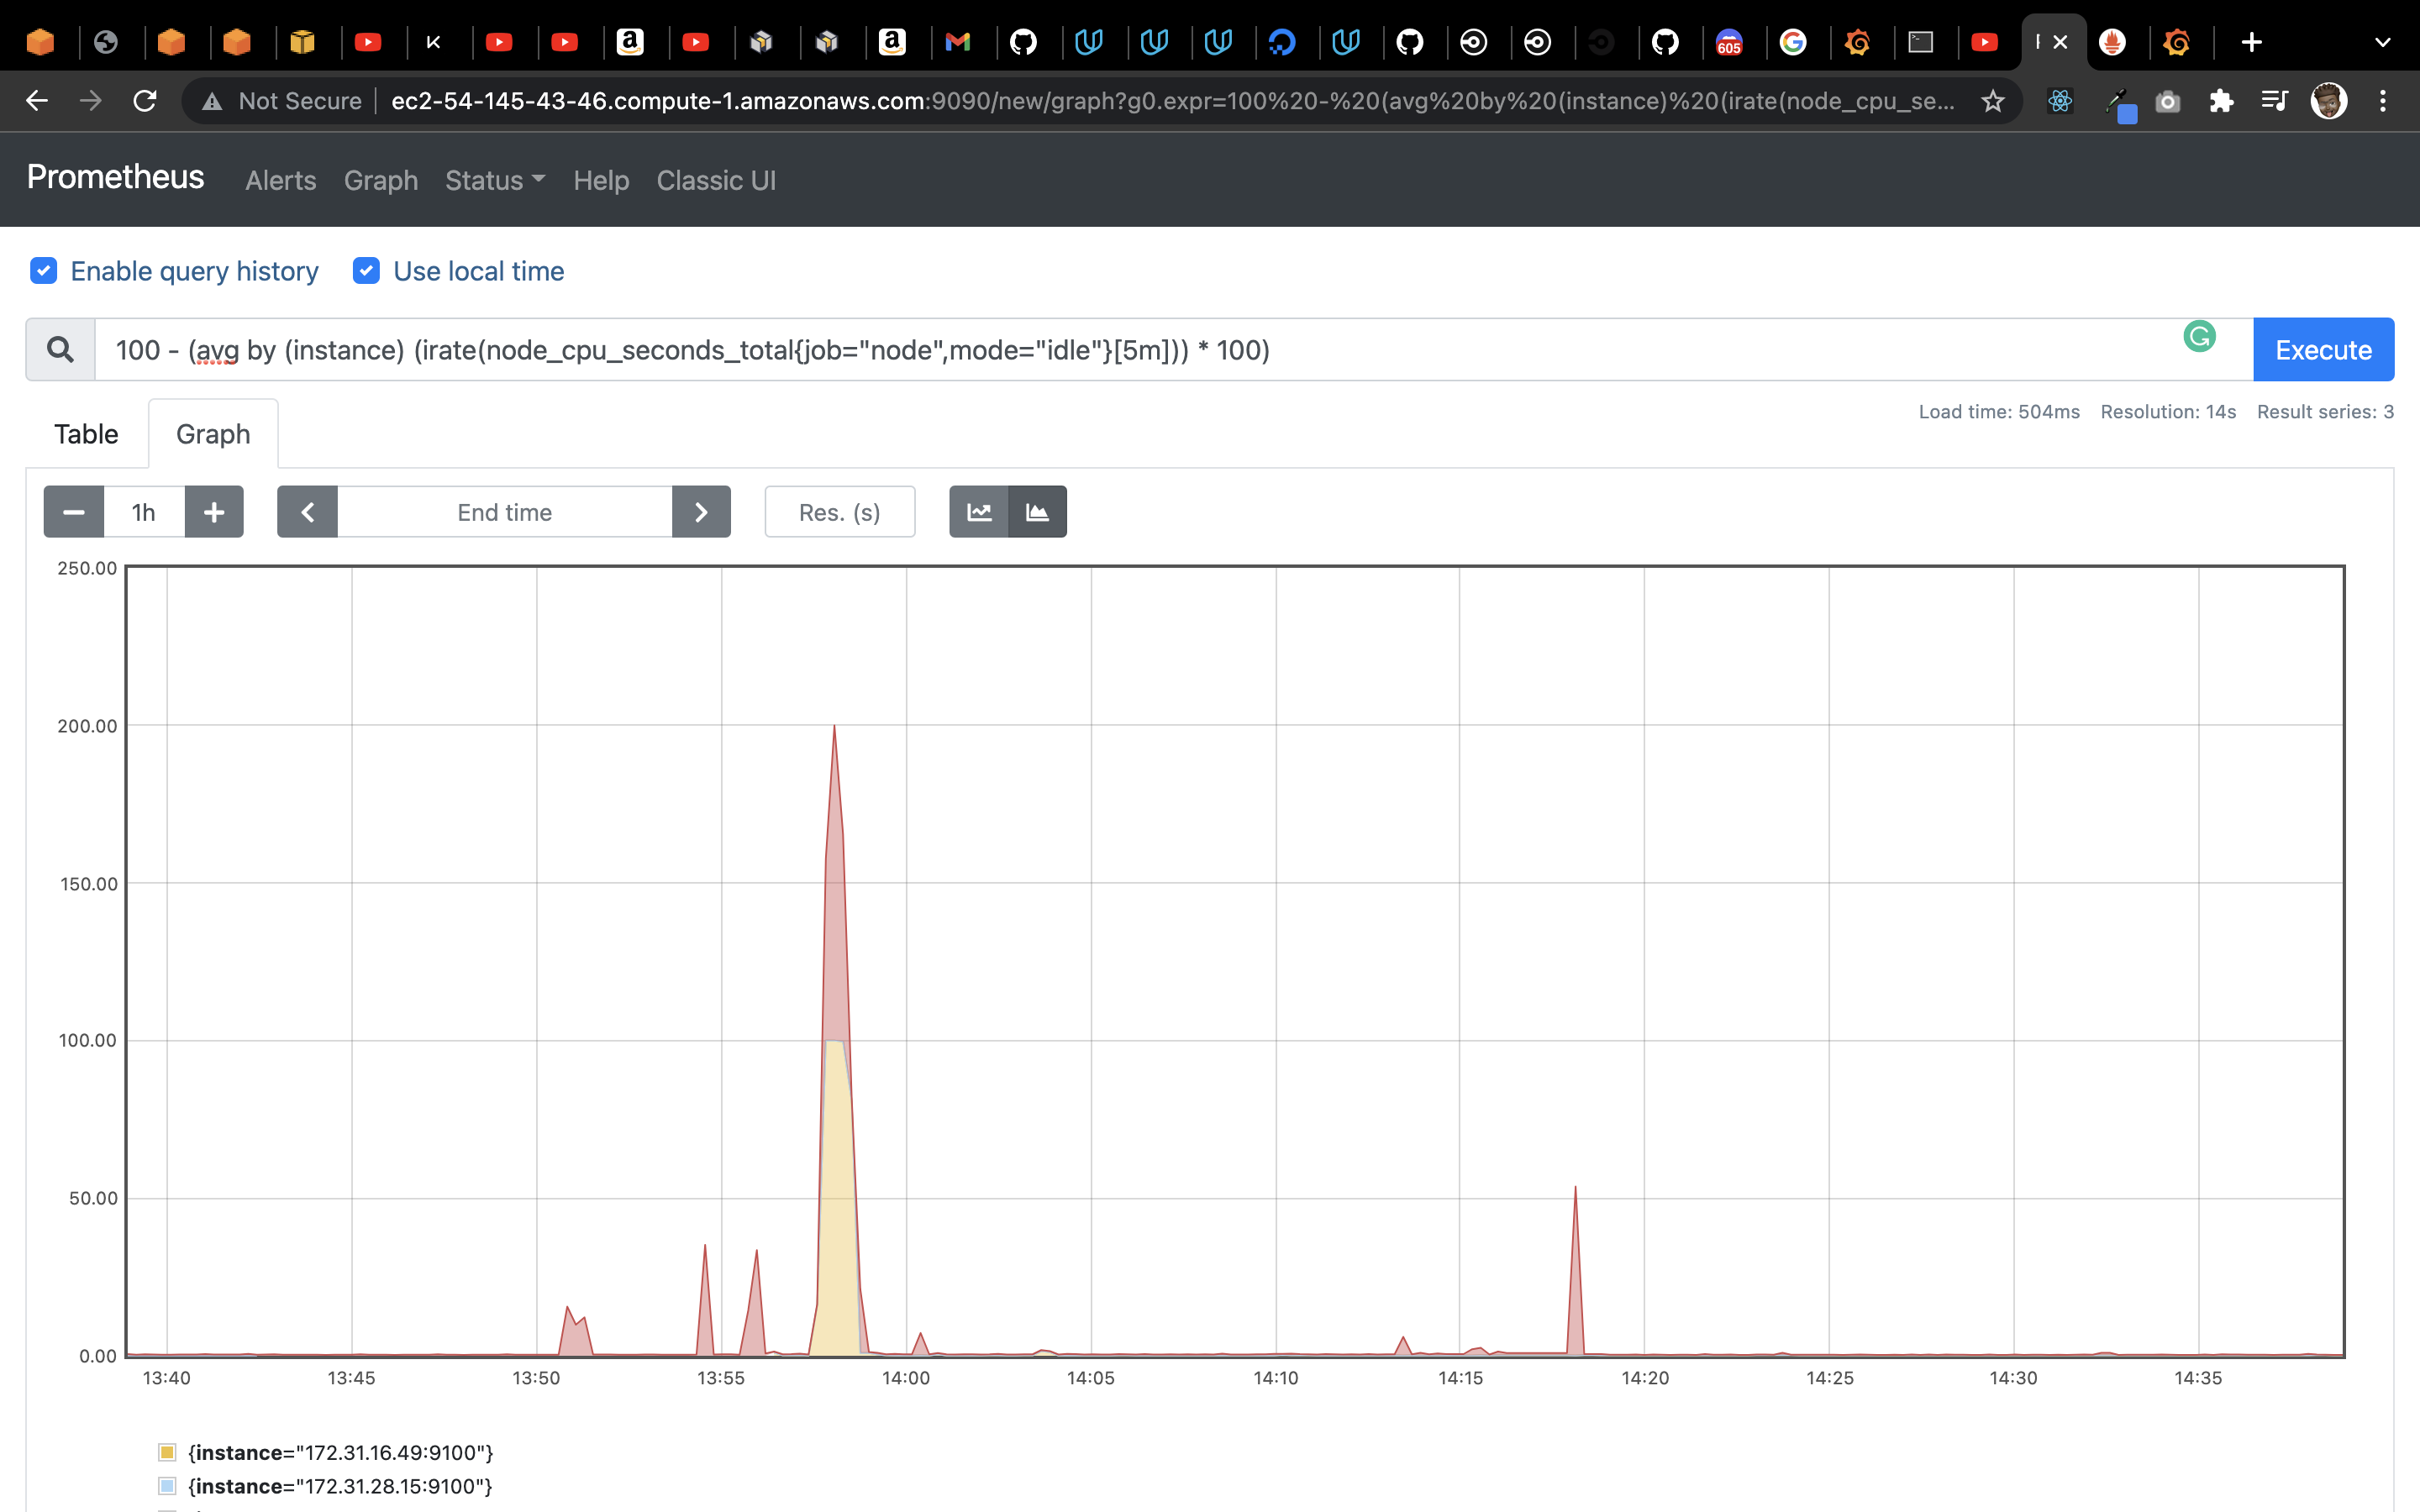 605
Not Secure ec2-54-145-43-46.compute-1.amazonaws.com:9090/new/graph?g0.expr=100%20-%20(avg%20by%20(instance)%20(irate(node_cpu_se...
Prometheus Alerts Graph Status Help Classic UI
Enable query history Use local time
100 - (avg by (instance) (irate(node_cpu_seconds_total{job="node",mode="idle"}[5m])) * 100) Execute
Load time: 504ms Resolution: 14s Result series: 3
Table Graph
1h End time Res. (s)
250.00
200.00
150.00
100.00
50.00
0.00
13:40 13:45 13:50 13:55 14:00 14:05 14:10 14:15 14:20 14:25 14:30 14:35
{instance="172.31.16.49:9100"}
{instance="172.31.28.15:9100"}